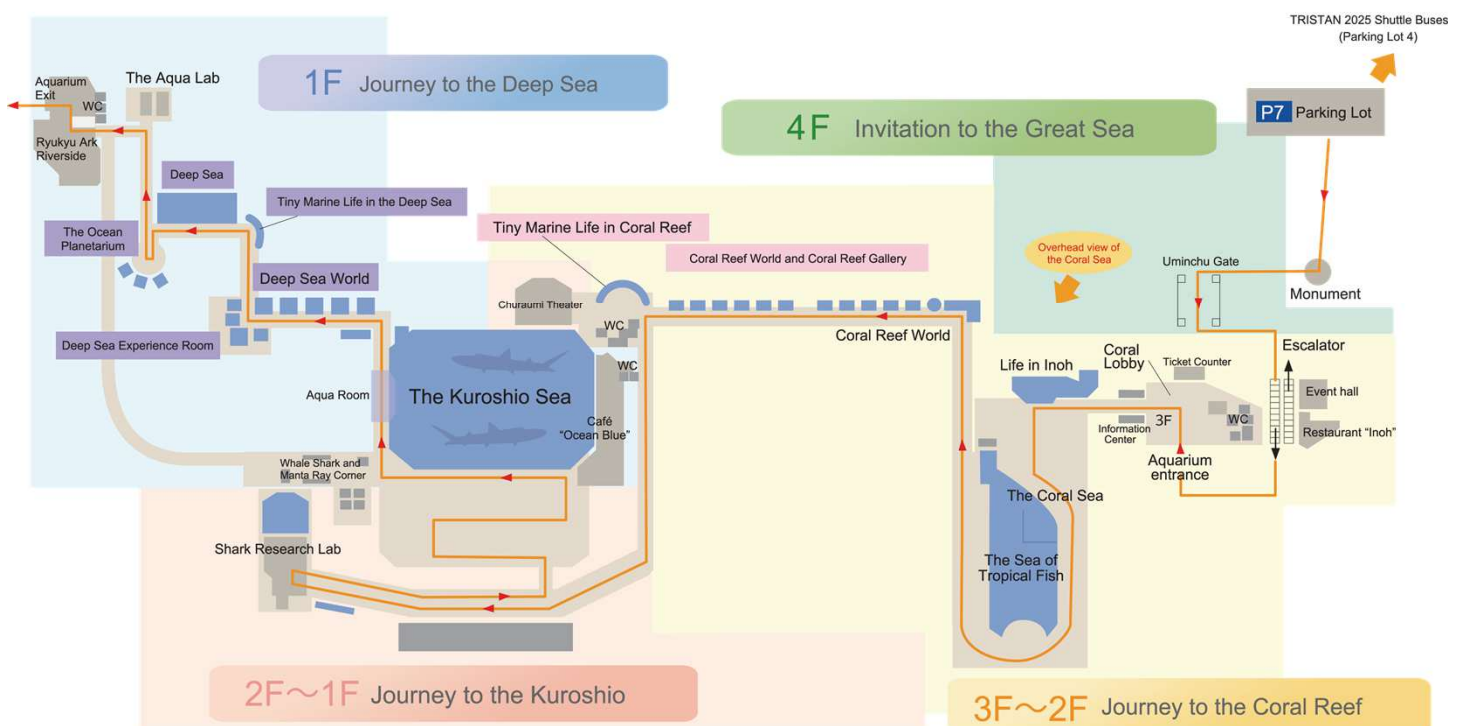 TRISTAN 2025 Shuttle Buses
(Parking Lot 4)
1F Journey to the Deep Sea
4F Invitation to the Great Sea
P7 Parking Lot
Aquarium
Exit
WC
The Aqua Lab
Ryukyu Ark
Riverside
Deep Sea
Tiny Marine Life in the Deep Sea
The Ocean
Planetarium
Deep Sea World
Deep Sea Experience Room
Tiny Marine Life in Coral Reef
Coral Reef World and Coral Reef Gallery
Overhead view of
the Coral Sea
Uminchu Gate
Monument
Churaumi Theater
WC
WC
Coral Reef World
Aqua Room
The Kuroshio Sea
Café
"Ocean Blue"
Life in Inoh
Coral
Lobby
Ticket Counter
Escalator
Event hall
Restaurant "Inoh"
Information
Center
3F
WC
Aquarium
entrance
Whale Shark and
Manta Ray Corner
Shark Research Lab
The Coral Sea
The Sea of
Tropical Fish
2F～1F Journey to the Kuroshio
3F～2F Journey to the Coral Reef